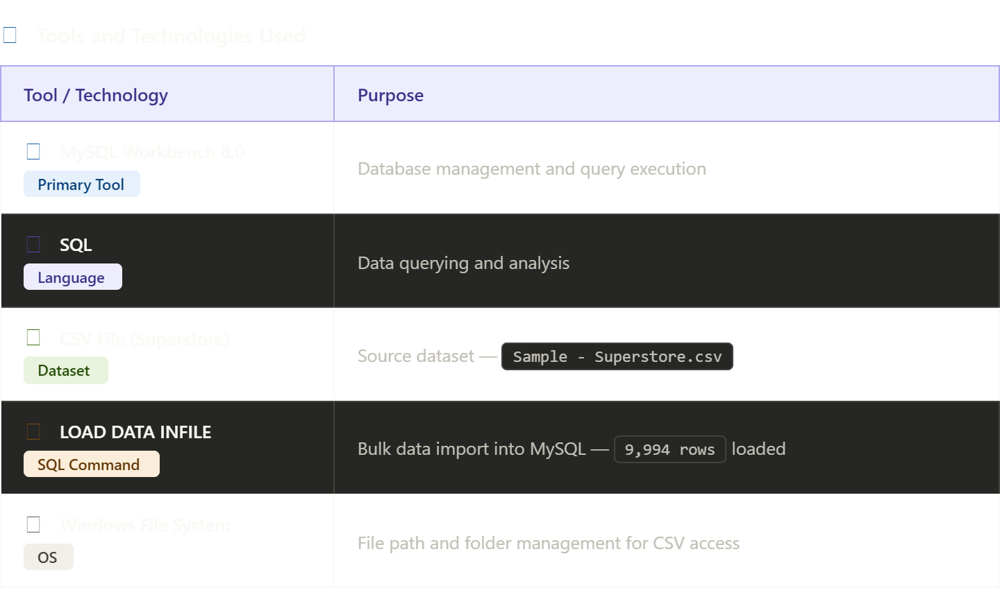 Tools and Technologies Used
Tool / Technology
Purpose
MySQL Workbench 8.0
Primary Tool
Database management and query execution
SQL
Language
Data querying and analysis
CSV File (Superstore)
Dataset
Source dataset — Sample - Superstore.csv
LOAD DATA INFILE
SQL Command
Bulk data import into MySQL — 9,994 rows loaded
Windows File System
OS
File path and folder management for CSV access